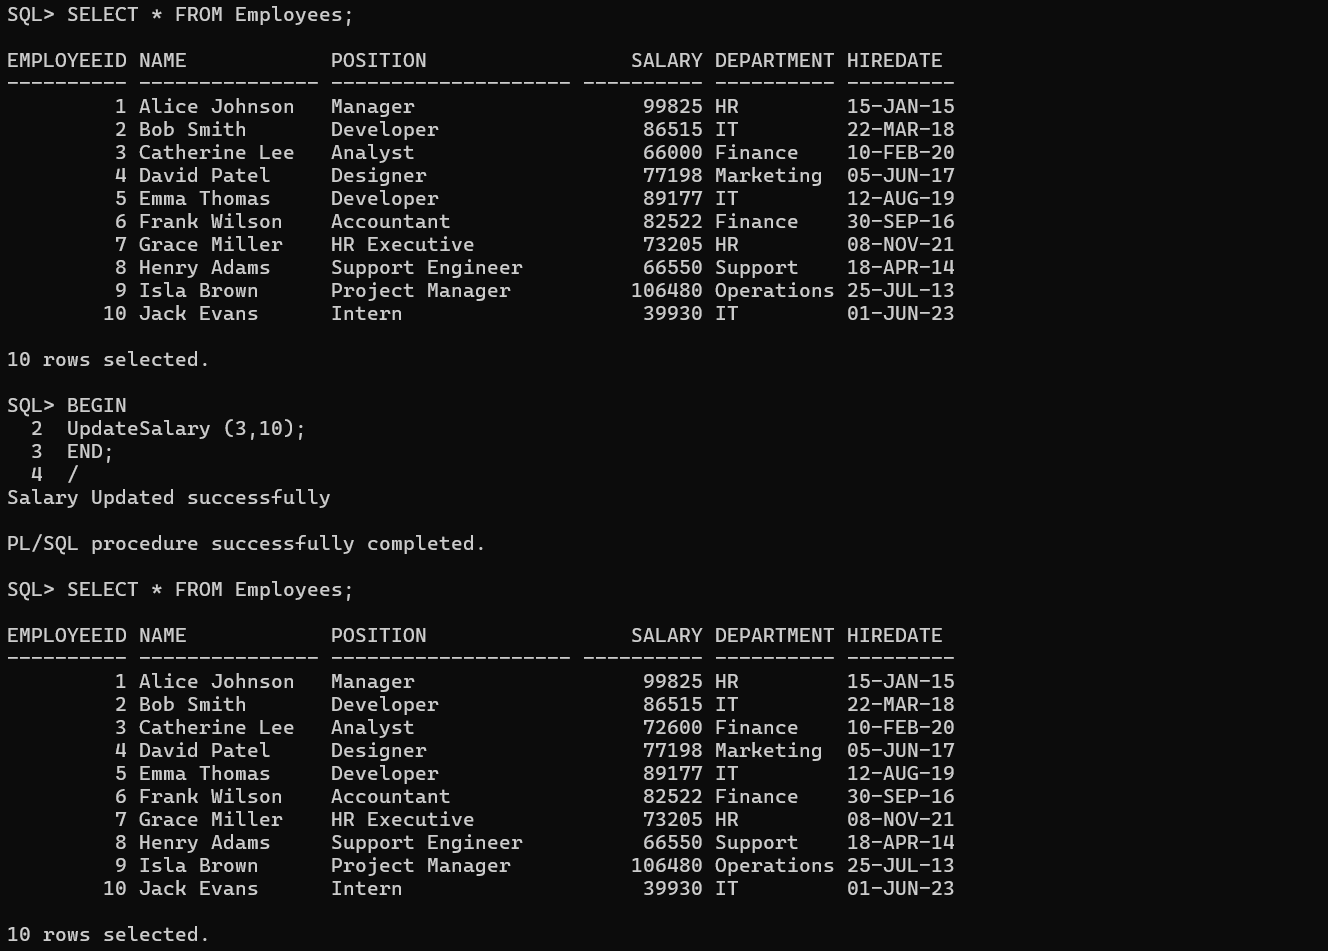 SQL> SELECT * FROM Employees;
EMPLOYEEID NAME            POSITION                 SALARY DEPARTMENT HIREDATE
---------- --------------- -------------------- ---------- ---------- ---------
         1 Alice Johnson   Manager                   99825 HR         15-JAN-15
         2 Bob Smith       Developer                 86515 IT         22-MAR-18
         3 Catherine Lee   Analyst                   66000 Finance    10-FEB-20
         4 David Patel     Designer                  77198 Marketing  05-JUN-17
         5 Emma Thomas     Developer                 89177 IT         12-AUG-19
         6 Frank Wilson    Accountant                82522 Finance    30-SEP-16
         7 Grace Miller    HR Executive              73205 HR         08-NOV-21
         8 Henry Adams     Support Engineer          66550 Support    18-APR-14
         9 Isla Brown      Project Manager          106480 Operations 25-JUL-13
        10 Jack Evans      Intern                    39930 IT         01-JUN-23
10 rows selected.
SQL> BEGIN
  2  UpdateSalary (3,10);
  3  END;
  4  /
Salary Updated successfully
PL/SQL procedure successfully completed.
SQL> SELECT * FROM Employees;
EMPLOYEEID NAME            POSITION                 SALARY DEPARTMENT HIREDATE
---------- --------------- -------------------- ---------- ---------- ---------
         1 Alice Johnson   Manager                   99825 HR         15-JAN-15
         2 Bob Smith       Developer                 86515 IT         22-MAR-18
         3 Catherine Lee   Analyst                   72600 Finance    10-FEB-20
         4 David Patel     Designer                  77198 Marketing  05-JUN-17
         5 Emma Thomas     Developer                 89177 IT         12-AUG-19
         6 Frank Wilson    Accountant                82522 Finance    30-SEP-16
         7 Grace Miller    HR Executive              73205 HR         08-NOV-21
         8 Henry Adams     Support Engineer          66550 Support    18-APR-14
         9 Isla Brown      Project Manager          106480 Operations 25-JUL-13
        10 Jack Evans      Intern                    39930 IT         01-JUN-23
10 rows selected.